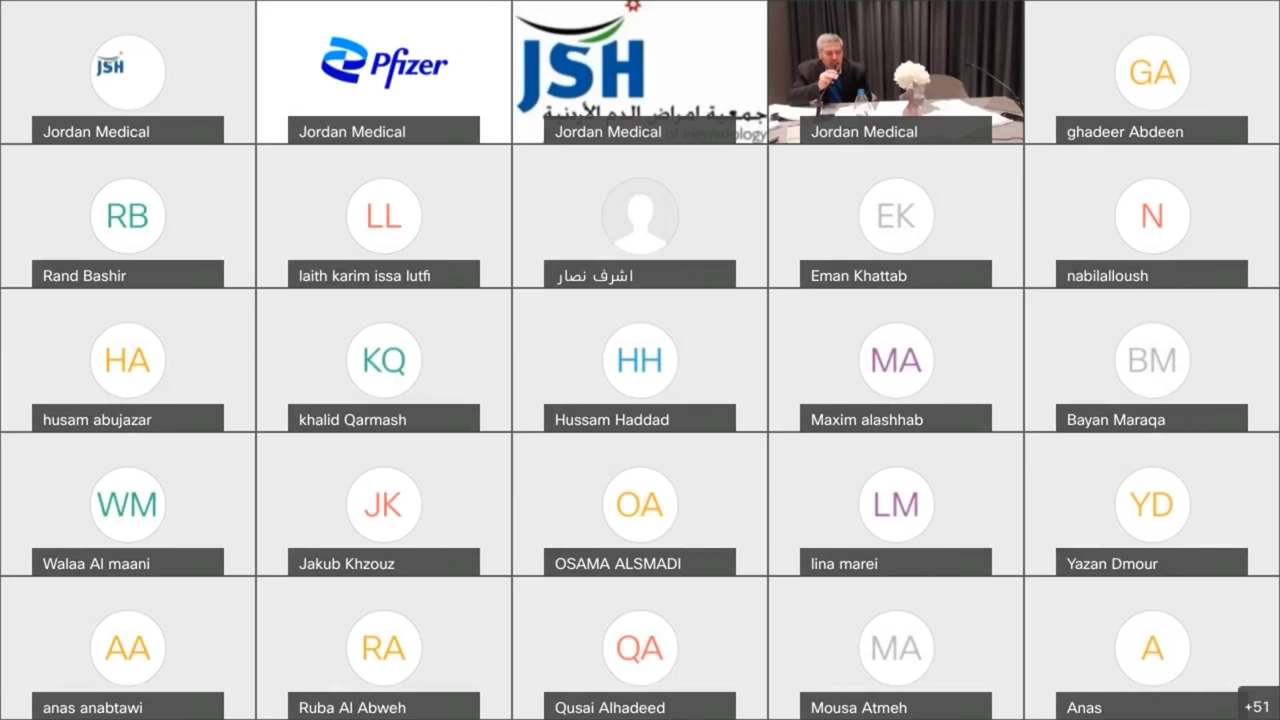 JSH
Jordan Medical
Pfizer
Jordan Medical
JSH
جمعية امراض الدم الأردنية
of Hematology
Jordan Medical
Jordan Medical
GA
ghadeer Abdeen
RB
Rand Bashir
LL
laith karim issa lutfi
اشرف نصار
EK
Eman Khattab
N
nabilalloush
HA
husam abujazar
KQ
khalid Qarmash
HH
Hussam Haddad
MA
Maxim alashhab
BM
Bayan Maraqa
WM
Walaa Al maani
JK
Jakub Khzouz
OA
OSAMA ALSMADI
LM
lina marei
YD
Yazan Dmour
AA
anas anabtawi
RA
Ruba Al Abweh
QA
Qusai Alhadeed
MA
Mousa Atmeh
A
Anas
+51